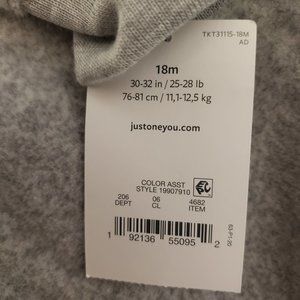 TKT31115-18M
AD
18m
30-32 in / 25-28 lb
76-81 cm / 11,1-12,5 kg
justoneyou.com
COLOR ASST
STYLE 19907910
206 06 4682
DEPT CL ITEM
1 92136 55095 2